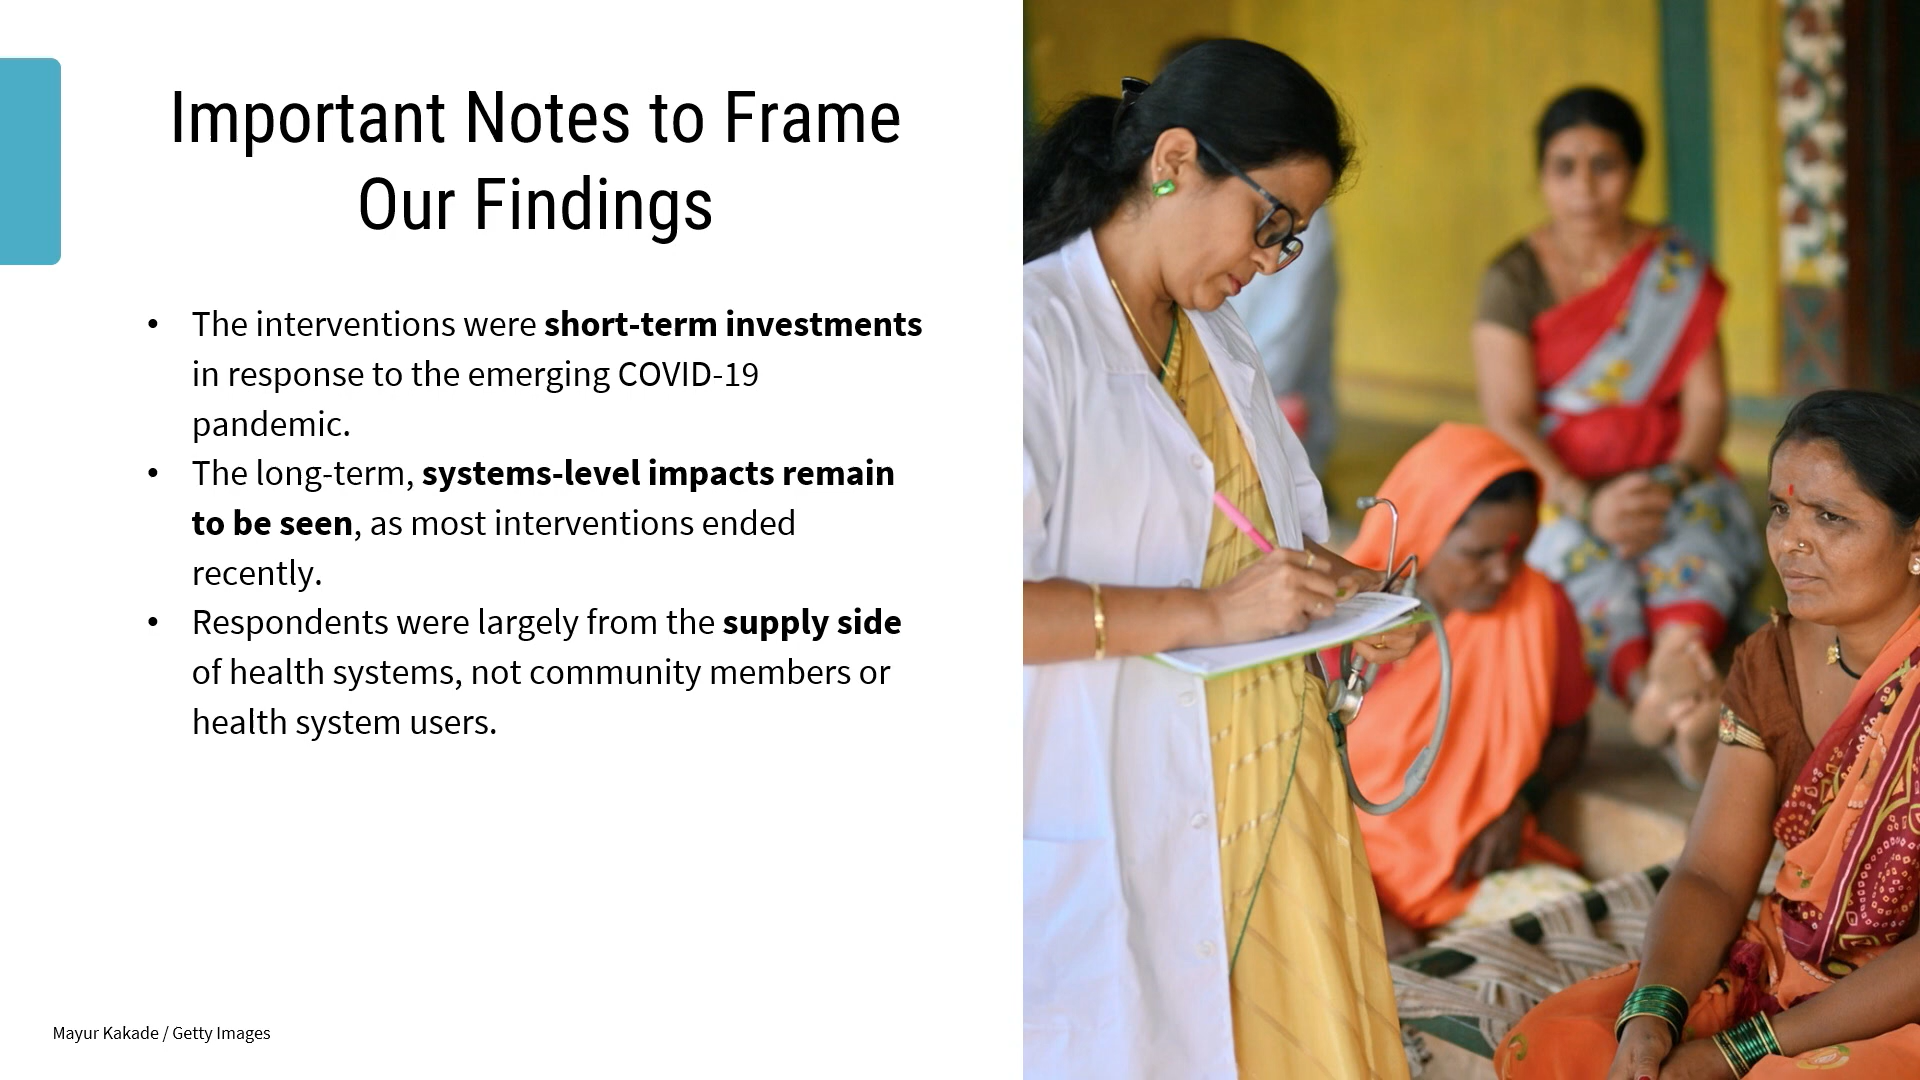 Important Notes to Frame
Our Findings
• The interventions were short-term investments
in response to the emerging COVID-19
pandemic.
• The long-term, systems-level impacts remain
to be seen, as most interventions ended
recently.
• Respondents were largely from the supply side
of health systems, not community members or
health system users.
Mayur Kakade / Getty Images